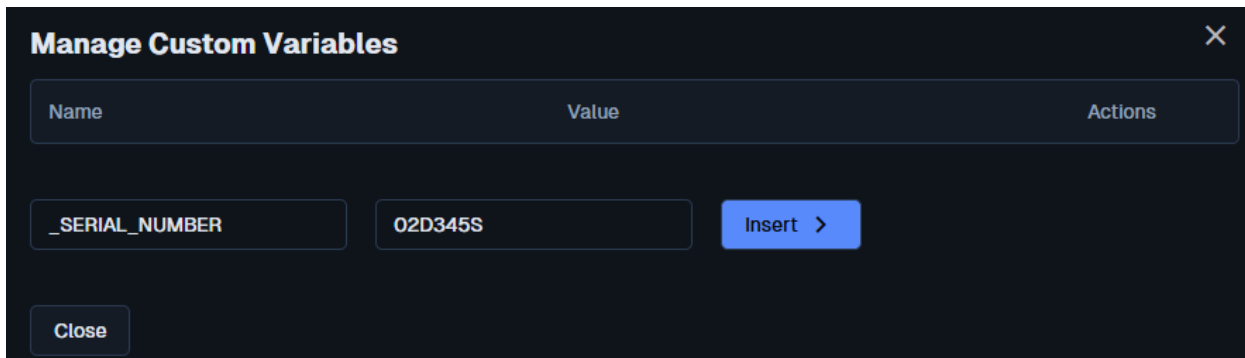 Manage Custom Variables
Name Value Actions
_SERIAL_NUMBER 02D345S Insert
Close